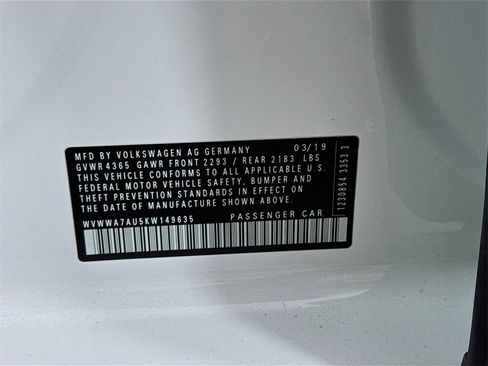 MFD. BY VOLKSWAGEN AG GERMANY 03/19
GVWR 4365 GAWR FRONT 2293 / REAR 2183 LBS
THIS VEHICLE CONFORMS TO ALL APPLICABLE U.S.
FEDERAL MOTOR VEHICLE SAFETY, BUMPER AND
THEFT PREVENTION STANDARDS IN EFFECT ON
THE DATE OF MANUFACTURE SHOWN ABOVE.
WVWWA7AU5KW149635 PASSENGER CAR
1230854 3353 3